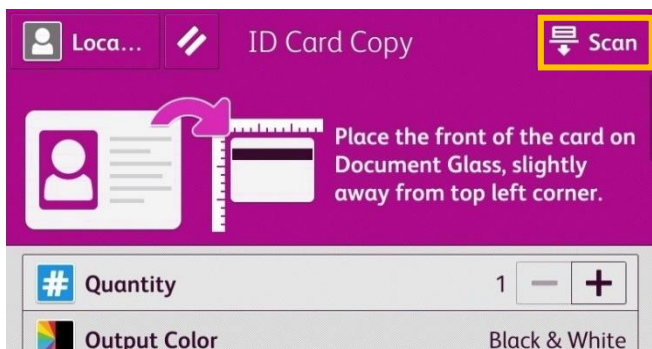 Loca...
ID Card Copy
Scan
Place the front of the card on
Document Glass, slightly
away from top left corner.
# Quantity
1 — +
Output Color
Black & White